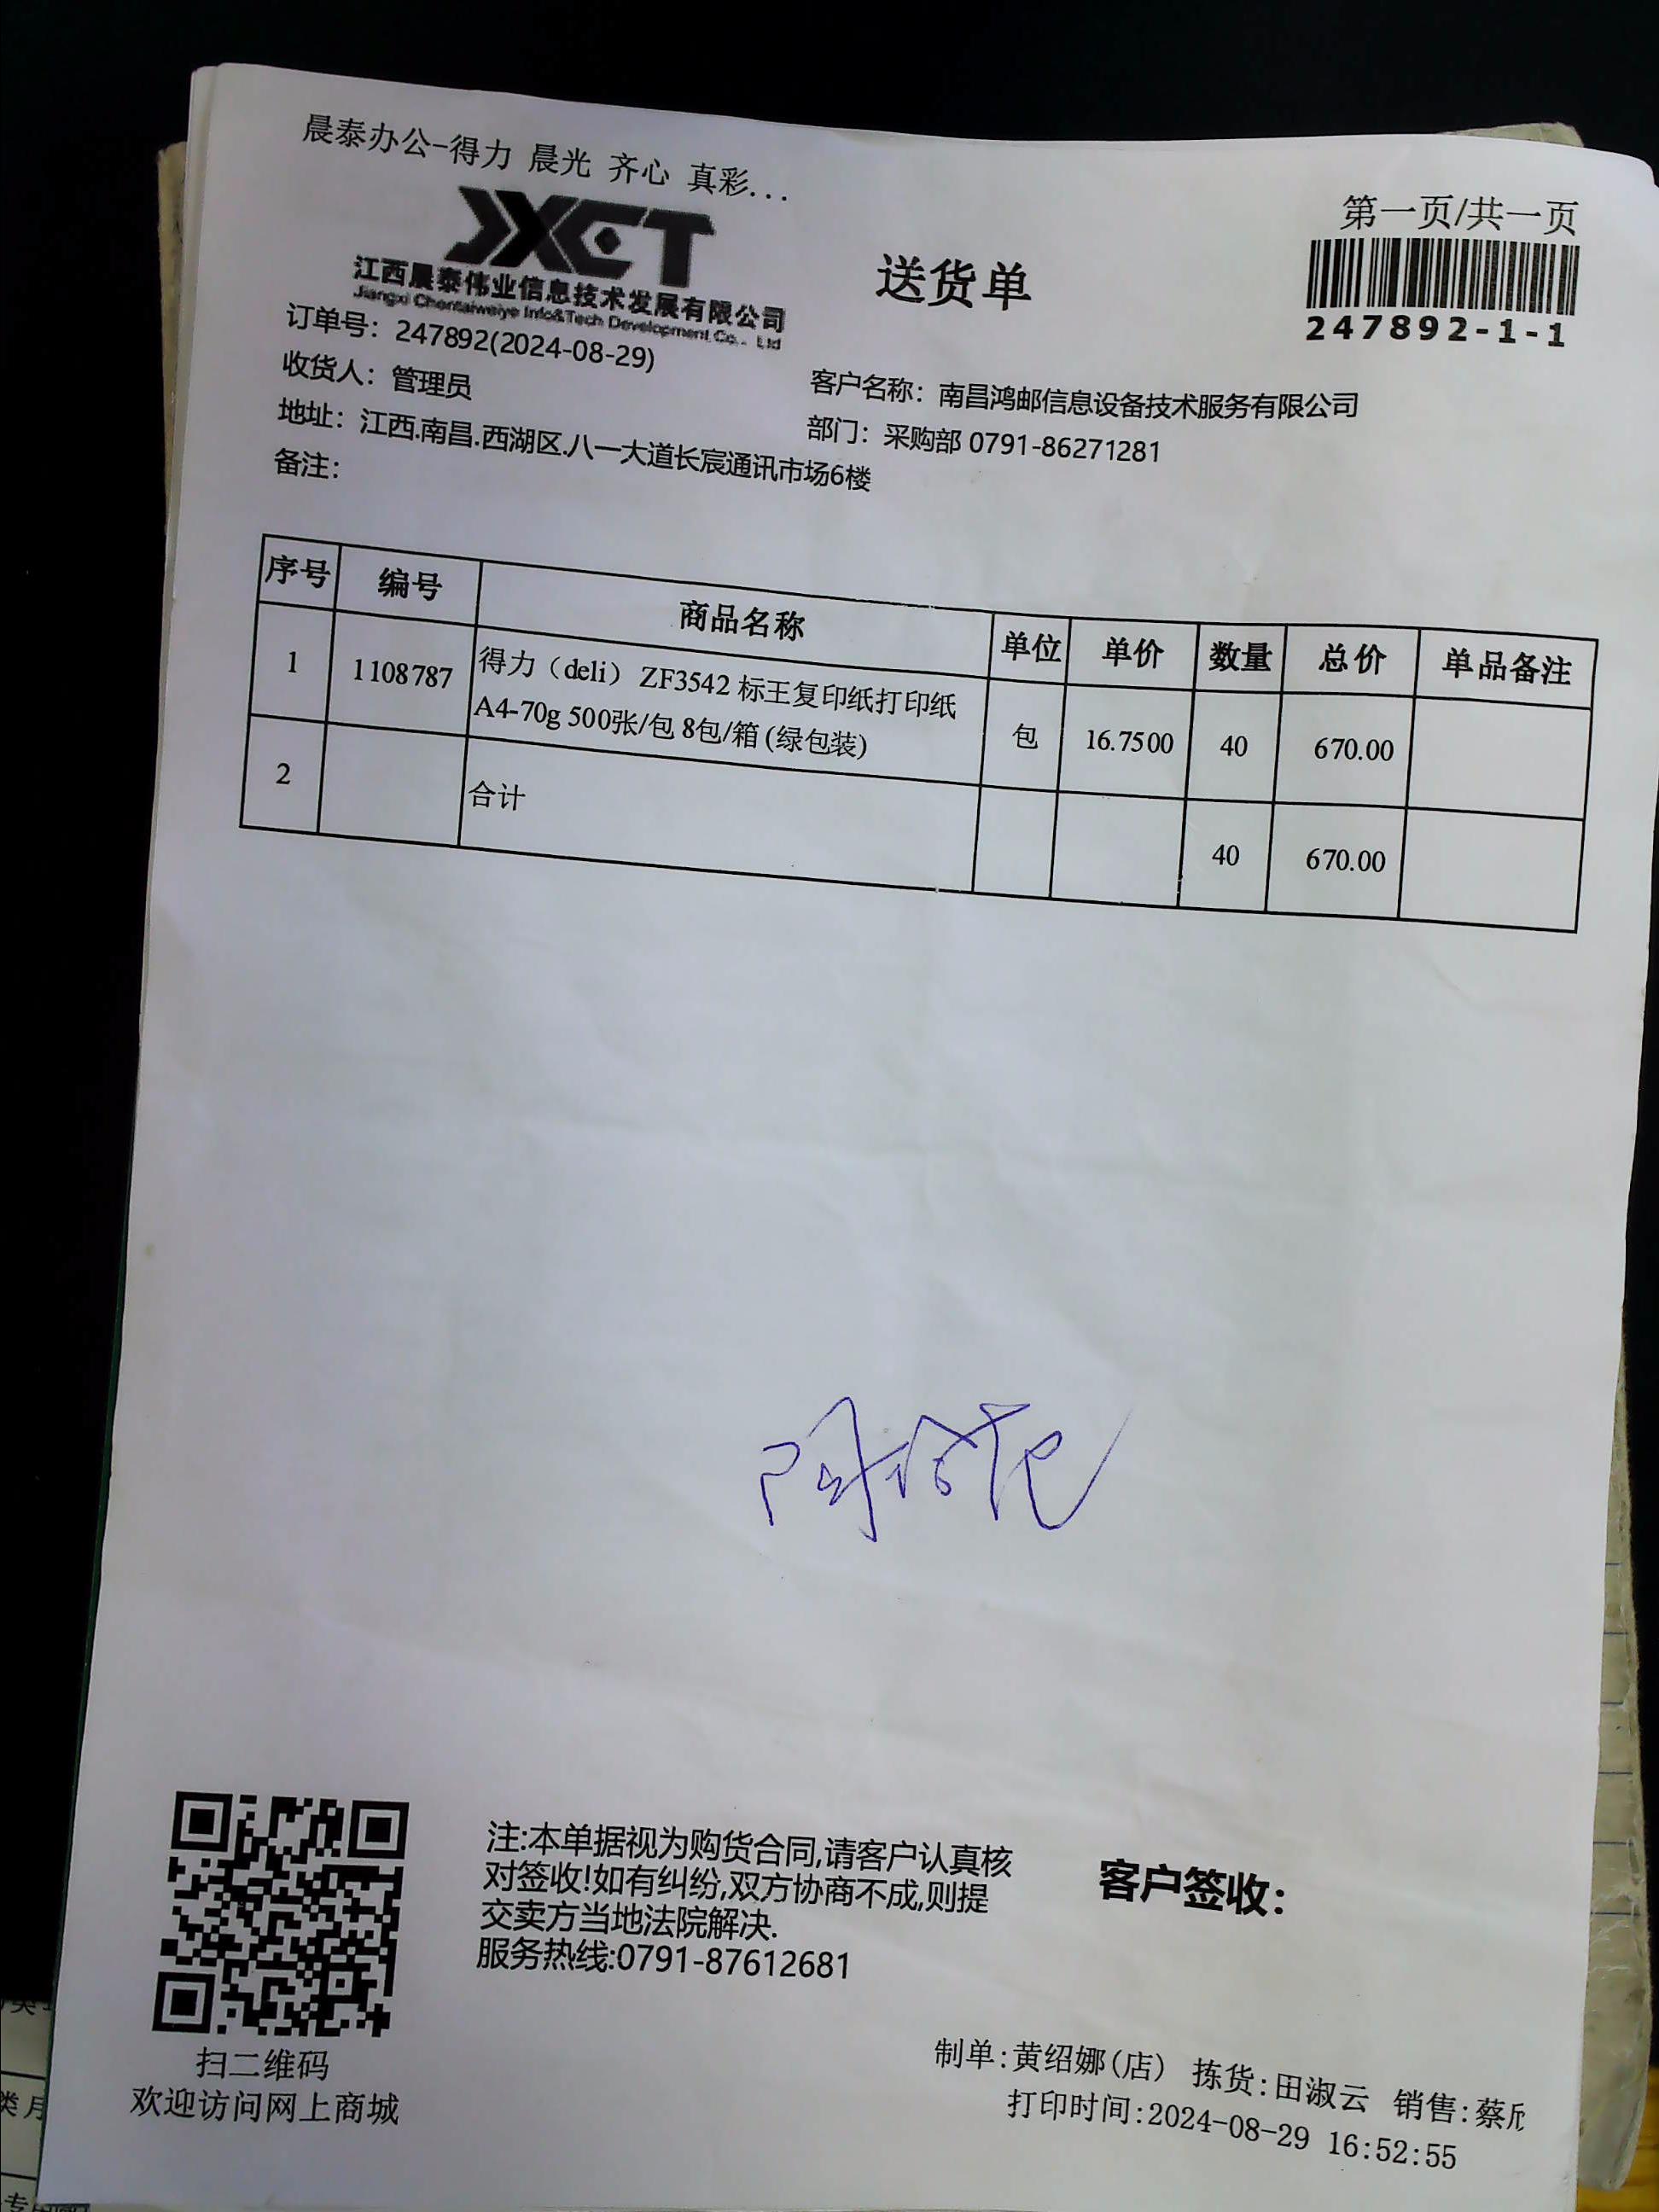 晨泰办公-得力 晨光 齐心 真彩...
JXCT
江西晨泰伟业信息技术发展有限公司
Jiangxi Chentaiweiye Info&Tech Development Co., Ltd
送货单
第一页/共一页
247892-1-1
订单号：247892(2024-08-29)
收货人：管理员
客户名称：南昌鸿邮信息设备技术服务有限公司
地址：江西.南昌.西湖区.八一大道长宸通讯市场6楼
部门：采购部 0791-86271281
备注：
序号 编号 商品名称 单位 单价 数量 总价 单品备注
1 1108787 得力（deli） ZF3542 标王复印纸打印纸 包 16.7500 40 670.00
A4-70g 500张/包 8包/箱 (绿包装)
2 合计 40 670.00
注:本单据视为购货合同,请客户认真核
对签收!如有纠纷,双方协商不成,则提
交卖方当地法院解决.
服务热线:0791-87612681
客户签收：
扫二维码
欢迎访问网上商城
制单:黄绍娜(店) 拣货:田淑云 销售:蔡欣
打印时间:2024-08-29 16:52:55